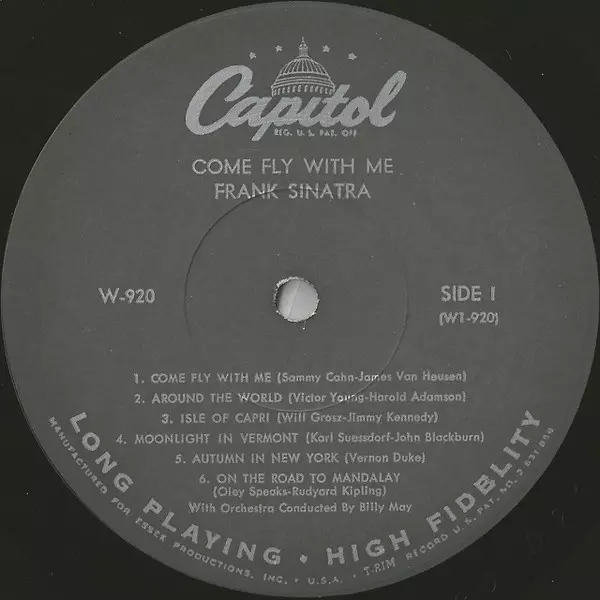 Capitol
REG. U.S. PAT. OFF
COME FLY WITH ME
FRANK SINATRA
W-920
SIDE 1
(W1-920)
1. COME FLY WITH ME (Sammy Cahn-James Van Heusen)
2. AROUND THE WORLD (Victor Young-Harold Adamson)
3. ISLE OF CAPRI (Will Grosz-Jimmy Kennedy)
4. MOONLIGHT IN VERMONT (Karl Suessdorf-John Blackburn)
5. AUTUMN IN NEW YORK (Vernon Duke)
6. ON THE ROAD TO MANDALAY
(Oley Speaks-Rudyard Kipling)
With Orchestra Conducted By Billy May
LONG PLAYING • HIGH FIDELITY
MANUFACTURED FOR ESSEX PRODUCTIONS, INC. • U.S.A. • T-RIM RECORD U.S. PAT. NO. 2 631 859